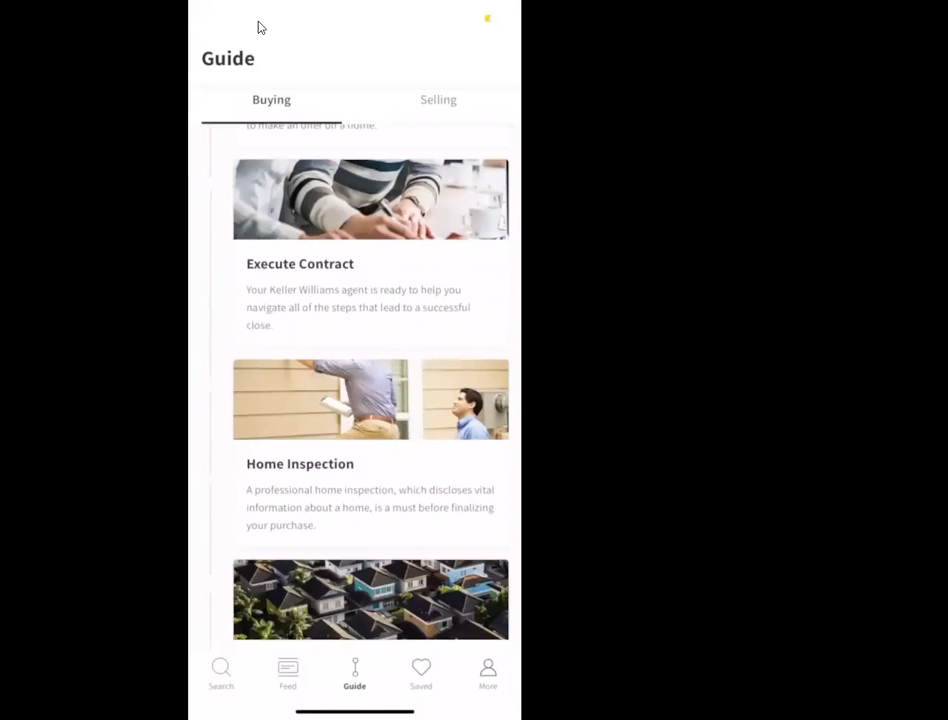 Guide
Buying
Selling
to make an offer on a home.
Execute Contract
Your Keller Williams agent is ready to help you
navigate all of the steps that lead to a successful
close.
Home Inspection
A professional home inspection, which discloses vital
information about a home, is a must before finalizing
your purchase.
Search
Feed
Guide
Saved
More